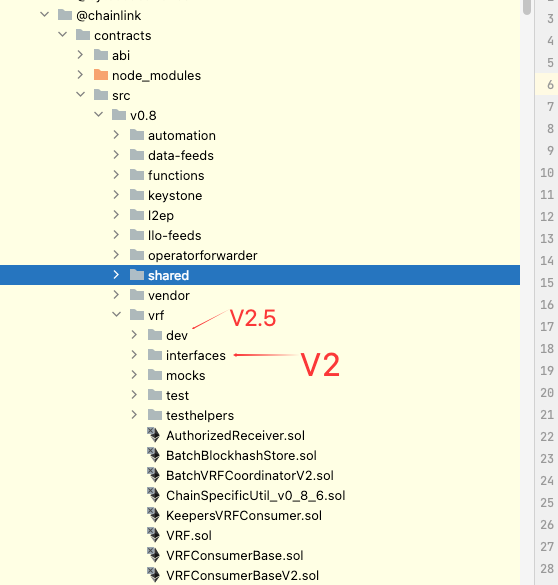 @chainlink
3
contracts
4
abi
5
node_modules
6
src
7
v0.8
8
automation
9
data-feeds
10
functions
11
keystone
12
l2ep
13
llo-feeds
14
operatorforwarder
15
shared
16
vendor
17
vrf
V2.5
18
dev
19
interfaces
V2
20
mocks
21
test
22
testhelpers
23
AuthorizedReceiver.sol
24
BatchBlockhashStore.sol
25
BatchVRFCoordinatorV2.sol
ChainSpecificUtil_v0_8_6.sol
26
KeepersVRFConsumer.sol
27
VRF.sol
28
VRFConsumerBase.sol
VRFConsumerBaseV2.sol